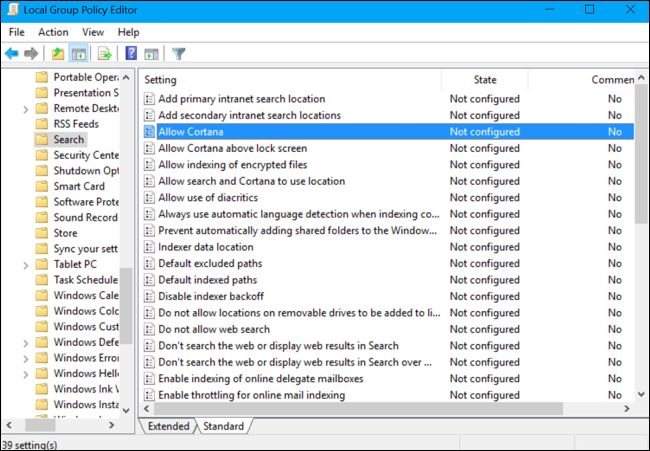 Local Group Policy Editor
File Action View Help
Portable Opera
Presentation S
Remote Deskt
RSS Feeds
Search
Security Cente
Shutdown Opt
Smart Card
Software Prote
Sound Record
Store
Sync your sett
Tablet PC
Task Schedule
Windows Cale
Windows Colo
Windows Cust
Windows Defe
Windows Error
Windows Hello
Windows Ink W
Windows Insta
Setting State Commen
Add primary intranet search location Not configured No
Add secondary intranet search locations Not configured No
Allow Cortana Not configured No
Allow Cortana above lock screen Not configured No
Allow indexing of encrypted files Not configured No
Allow search and Cortana to use location Not configured No
Allow use of diacritics Not configured No
Always use automatic language detection when indexing co... Not configured No
Prevent automatically adding shared folders to the Window... Not configured No
Indexer data location Not configured No
Default excluded paths Not configured No
Default indexed paths Not configured No
Disable indexer backoff Not configured No
Do not allow locations on removable drives to be added to li... Not configured No
Do not allow web search Not configured No
Don't search the web or display web results in Search Not configured No
Don't search the web or display web results in Search over ... Not configured No
Enable indexing of online delegate mailboxes Not configured No
Enable throttling for online mail indexing Not configured No
Extended Standard
39 setting(s)